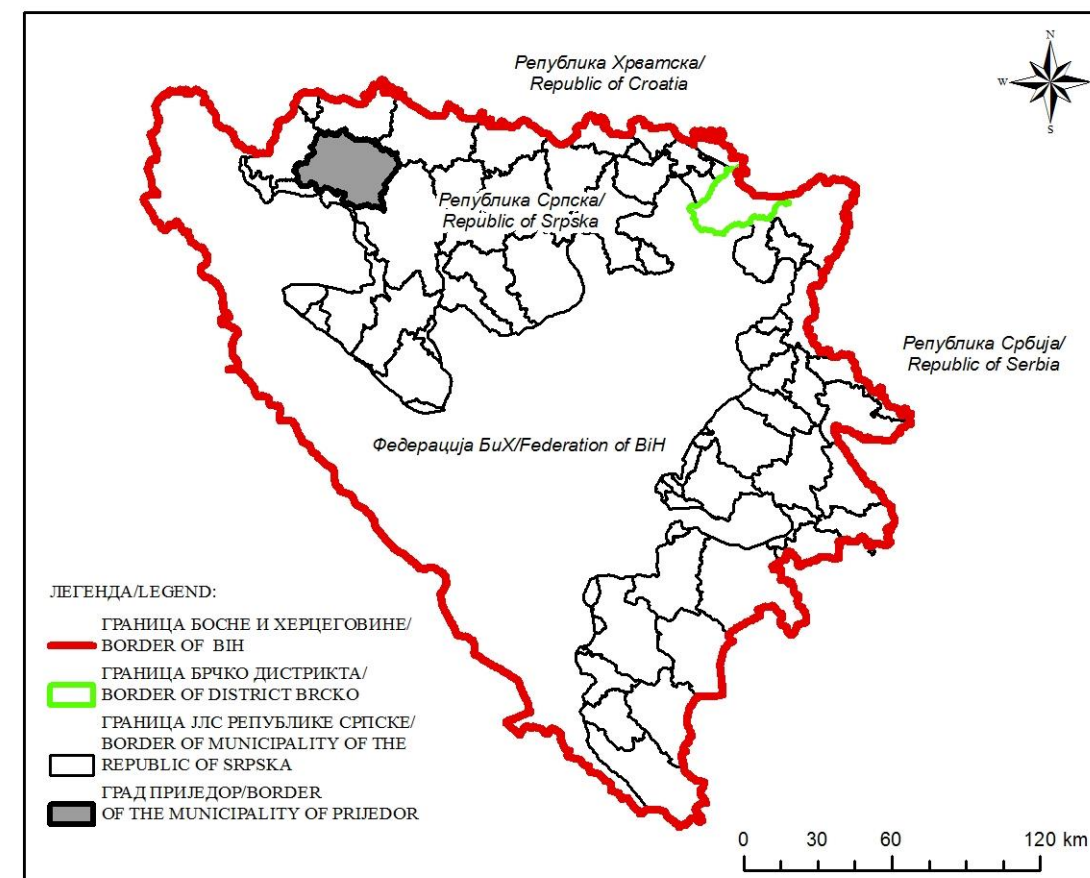 Република Хрватска/
Republic of Croatia
N
W
S
Република Српска/
Republic of Srpska
Република Србија/
Republic of Serbia
Федерација БиХ/Federation of BiH
ЛЕГЕНДА/LEGEND:
ГРАНИЦА БОСНЕ И ХЕРЦЕГОВИНЕ/
BORDER OF BIH
ГРАНИЦА БРЧКО ДИСТРИКТА/
BORDER OF DISTRICT BRCKO
ГРАНИЦА ЈЛС РЕПУБЛИКЕ СРПСКЕ/
BORDER OF MUNICIPALITY OF THE
REPUBLIC OF SRPSKA
ГРАД ПРИЈЕДОР/BORDER
OF THE MUNICIPALITY OF PRIJEDOR
0 30 60 120 km